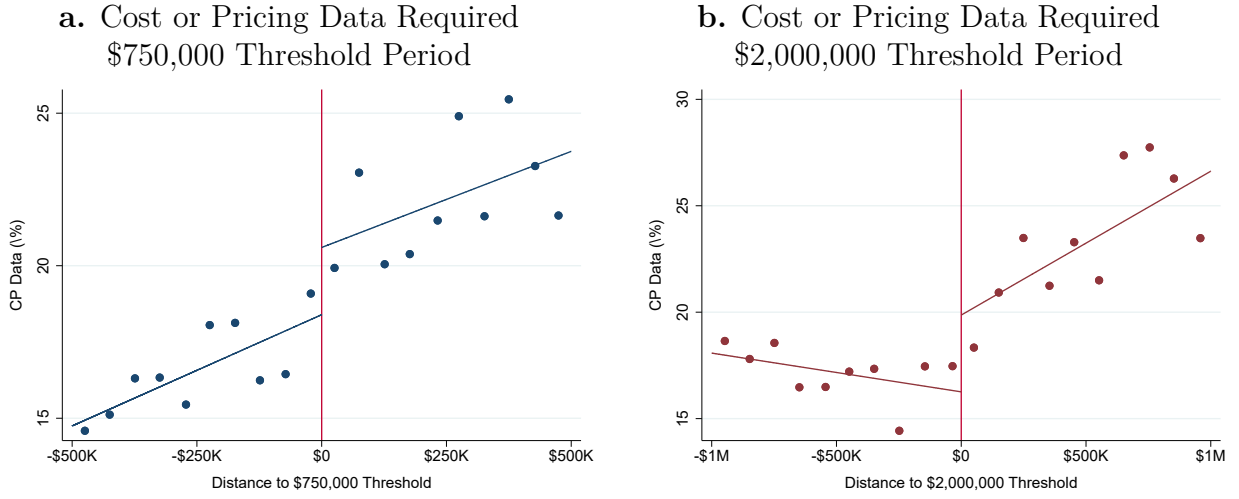 a. Cost or Pricing Data Required
$750,000 Threshold Period
25
20
15
CP Data (\%)
-$500K -$250K $0 $250K $500K
Distance to $750,000 Threshold
b. Cost or Pricing Data Required
$2,000,000 Threshold Period
30
25
20
15
CP Data (\%)
-$1M -$500K $0 $500K $1M
Distance to $2,000,000 Threshold